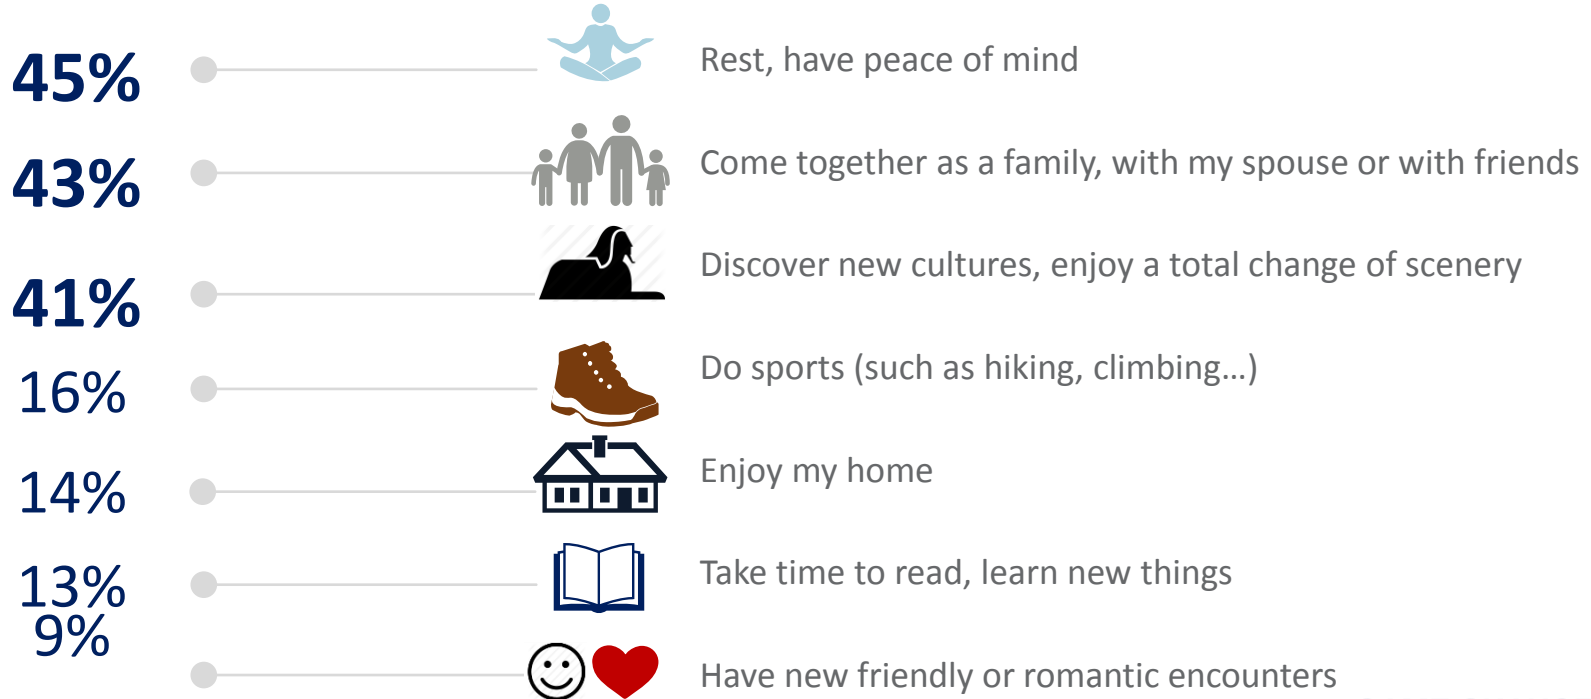 45%
Rest, have peace of mind
43%
Come together as a family, with my spouse or with friends
41%
Discover new cultures, enjoy a total change of scenery
16%
Do sports (such as hiking, climbing…)
14%
Enjoy my home
13%
Take time to read, learn new things
9%
Have new friendly or romantic encounters